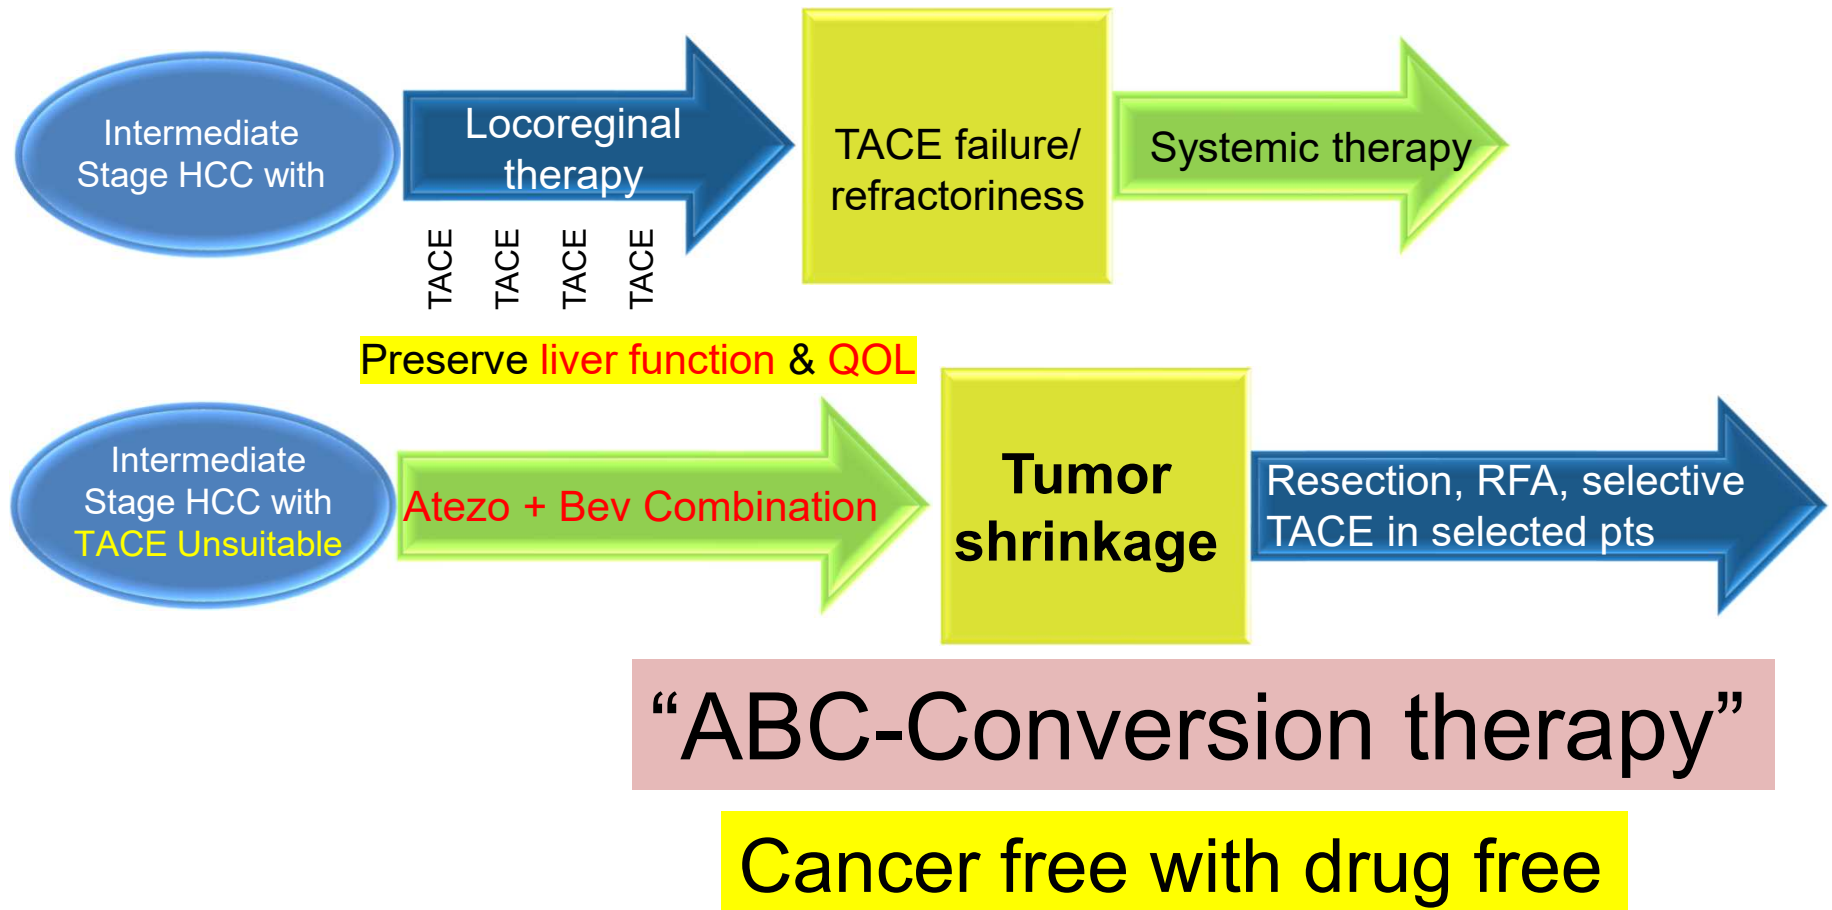 Intermediate
Stage HCC with
Locoreginal
therapy
TACE failure/
refractoriness
Systemic therapy
TACE
TACE
TACE
TACE
Preserve liver function & QOL
Intermediate
Stage HCC with
TACE Unsuitable
Atezo + Bev Combination
Tumor
shrinkage
Resection, RFA, selective
TACE in selected pts
“ABC-Conversion therapy”
Cancer free with drug free